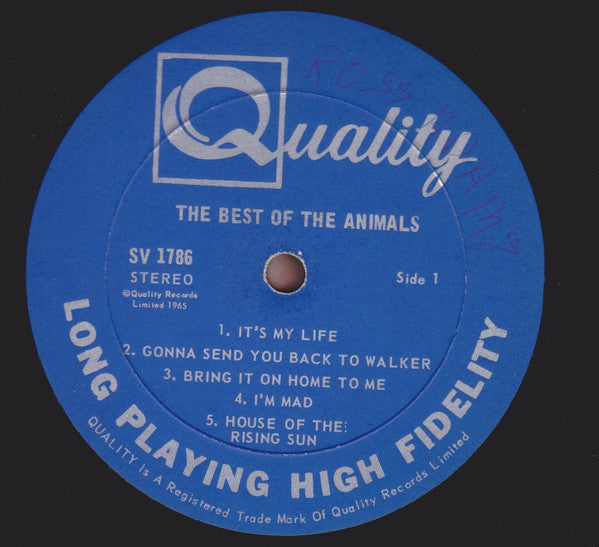 Quality
THE BEST OF THE ANIMALS
SV 1786
STEREO
©Quality Records
Limited 1965
Side 1
1. IT'S MY LIFE
2. GONNA SEND YOU BACK TO WALKER
3. BRING IT ON HOME TO ME
4. I'M MAD
5. HOUSE OF THE:
RISING SUN
LONG PLAYING HIGH FIDELITY
QUALITY Is A Registered Trade Mark Of Quality Records Limited
ROSS